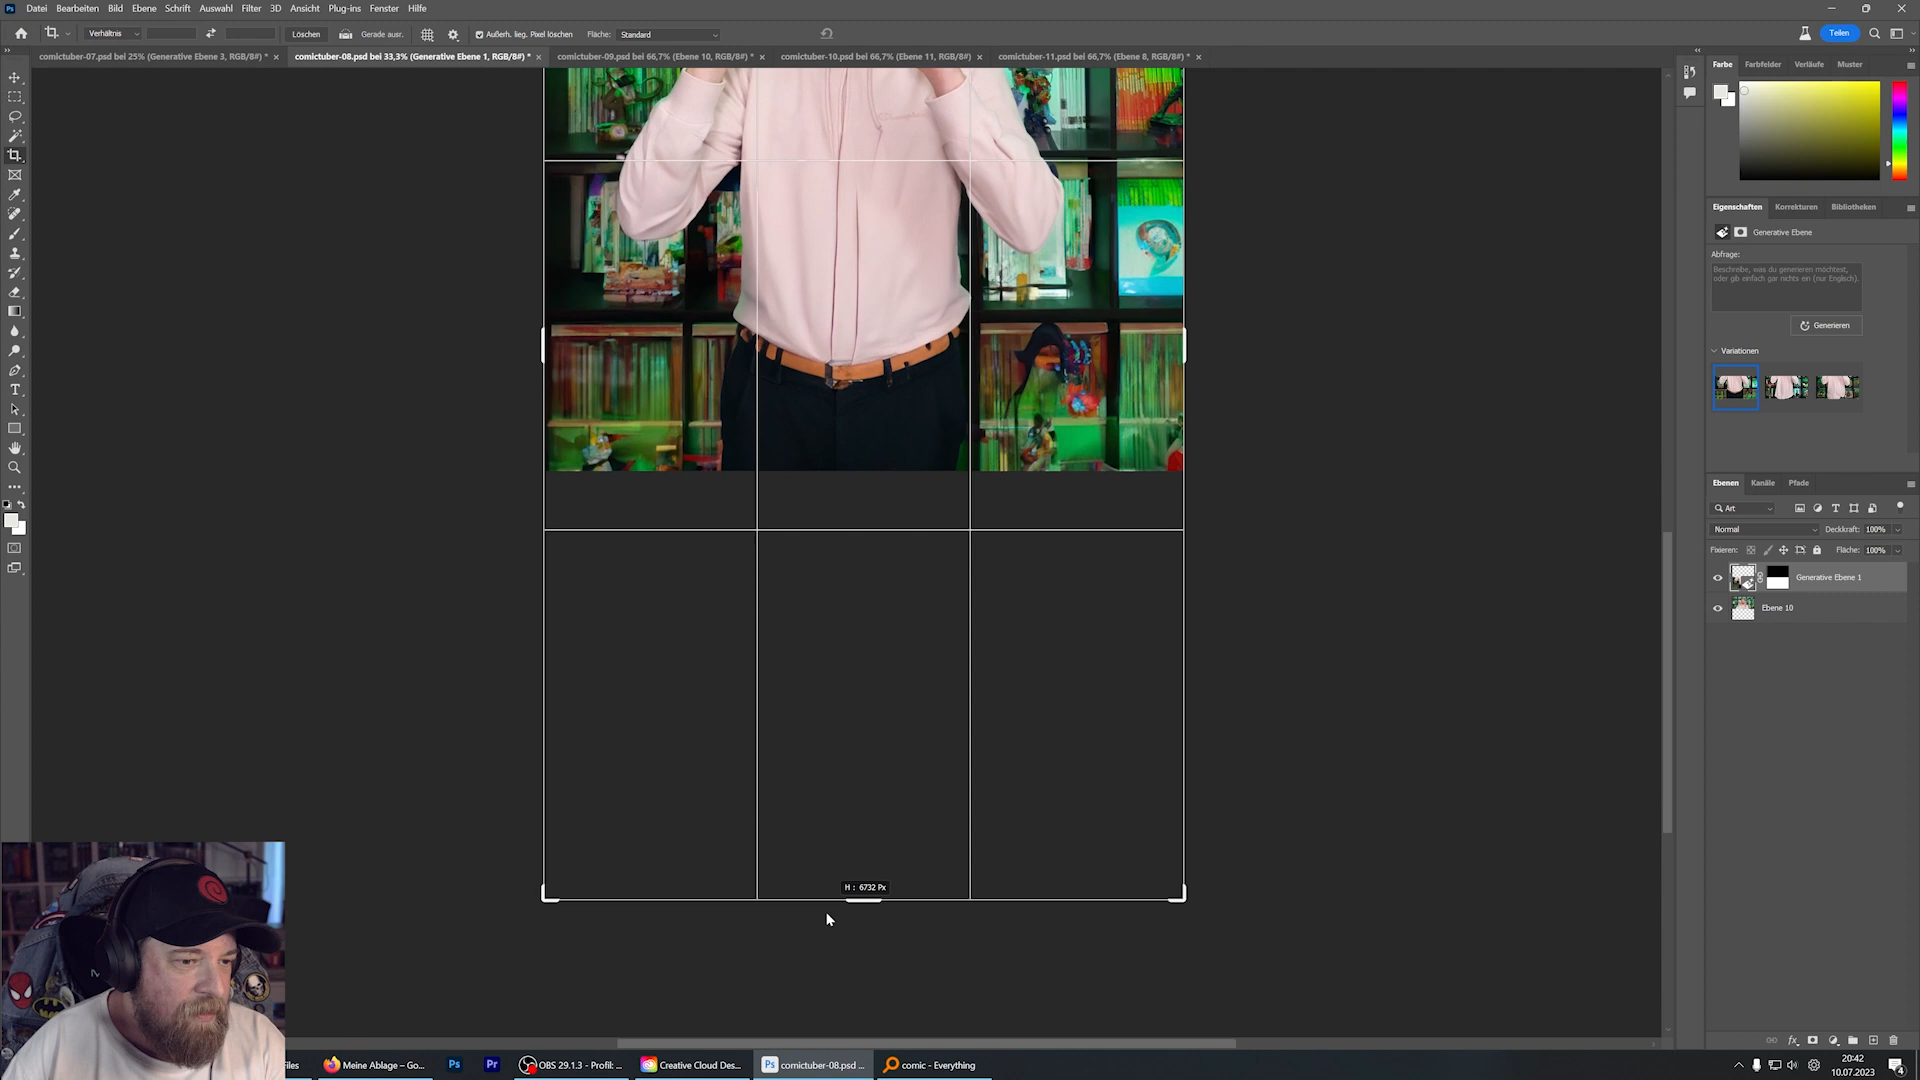 Ps Datei Bearbeiten Bild Ebene Schrift Auswahl Filter 3D Ansicht Plug-ins Fenster Hilfe
Verhältnis Löschen Gerade ausr. Außerh. lieg. Pixel löschen Fläche: Standard Teilen
comictuber-07.psd bei 25% (Generative Ebene 3, RGB/8#) * × comictuber-08.psd bei 33,3% (Generative Ebene 1, RGB/8#) * × comictuber-09.psd bei 66,7% (Ebene 10, RGB/8#) * × comictuber-10.psd bei 66,7% (Ebene 11, RGB/8#) × comictuber-11.psd bei 66,7% (Ebene 8, RGB/8#) * ×
Farbe Farbfelder Verläufe Muster
Eigenschaften Korrekturen Bibliotheken
Generative Ebene
Abfrage:
Beschreibe, was du generieren möchtest,
oder gib einfach gar nichts ein (nur Englisch).
Generieren
Variationen
Ebenen Kanäle Pfade
Art
Normal Deckkraft: 100%
Fixieren: Fläche: 100%
Generative Ebene 1
Ebene 10
H : 6732 Px
iles Meine Ablage – Go... Ps Pr OBS 29.1.3 - Profil: ... Creative Cloud Des... Ps comictuber-08.psd ... comic - Everything
20:42
10.07.2023
4